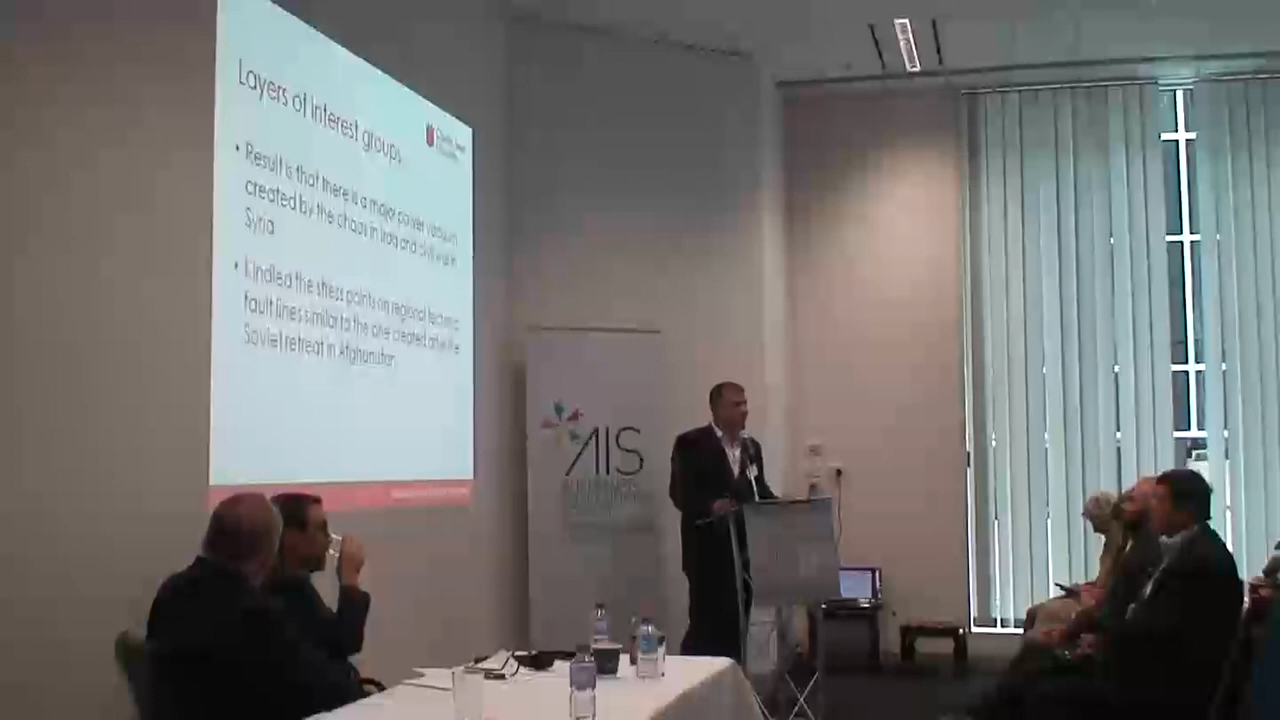 Layers of interest groups
• Result is that there is a major power vacuum
created by the chaos in Iraq and civil war in
Syria
• Kindled the stress points on regional tectonic
fault lines similar to the one created after the
Soviet retreat in Afghanistan
AIS